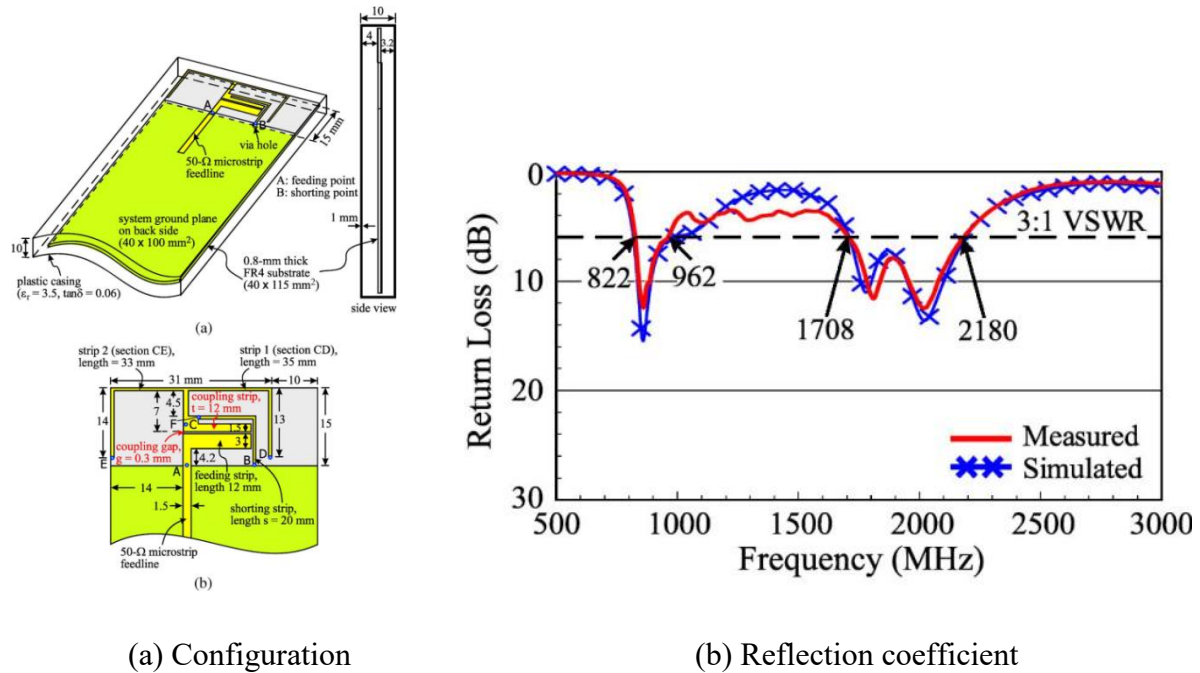 10
4
3.2
A
B
via hole
15 mm
50-Ω microstrip
feedline
A: feeding point
B: shorting point
system ground plane
on back side
(40 x 100 mm²)
1 mm
10
0.8-mm thick
FR4 substrate
(40 x 115 mm²)
plastic casing
(εr = 3.5, tanδ = 0.06)
side view
(a)
strip 2 (section CE),
length = 33 mm
strip 1 (section CD),
length = 35 mm
31 mm
10
14
7
4.5
coupling strip,
t = 12 mm
13
15
F
C
1.5
3
coupling gap,
g = 0.3 mm
4.2
D
E
A
B
feeding strip,
length 12 mm
14
1.5
shorting strip,
length s = 20 mm
50-Ω microstrip
feedline
(b)
0
3:1 VSWR
822
962
10
1708
2180
20
Measured
Simulated
30
Return Loss (dB)
500 1000 1500 2000 2500 3000
Frequency (MHz)
(a) Configuration
(b) Reflection coefficient